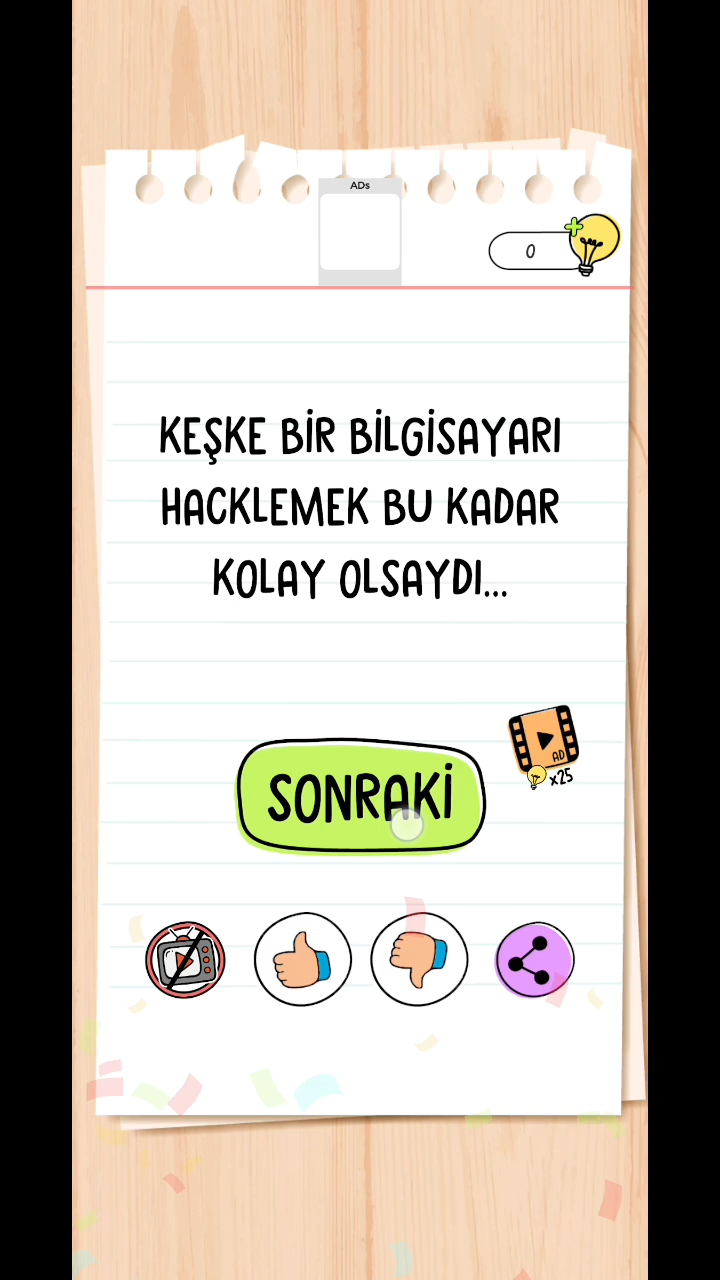 ADs
0
KEŞKE BİR BİLGİSAYARI
HACKLEMEK BU KADAR
KOLAY OLSAYDI...
AD
x25
SONRAKİ